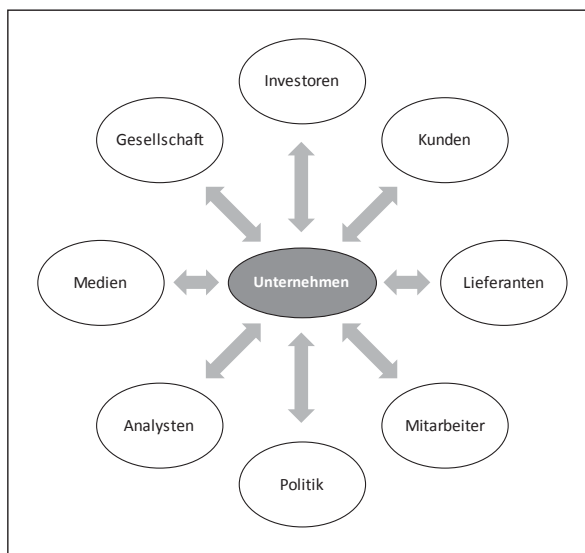 Investoren
Gesellschaft
Kunden
Medien
Unternehmen
Lieferanten
Analysten
Mitarbeiter
Politik